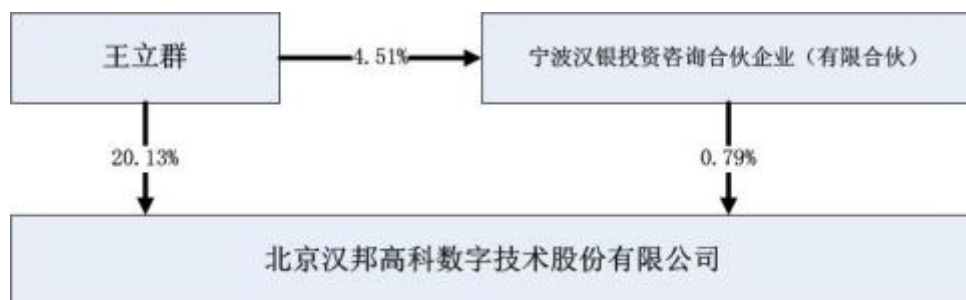 王立群
4.51%
宁波汉银投资咨询合伙企业（有限合伙）
20.13%
0.79%
北京汉邦高科数字技术股份有限公司